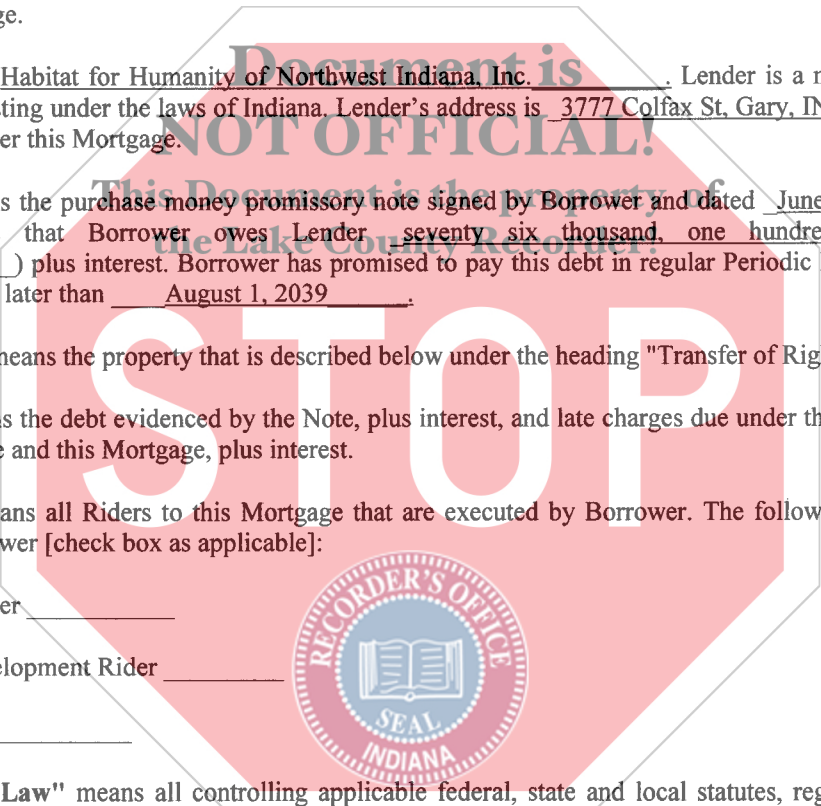 ge.
Habitat for Humanity of Northwest Indiana, Inc. . Lender is a n
Document is
ting under the laws of Indiana. Lender's address is 3777 Colfax St, Gary, IN
er this Mortgage.
NOT OFFICIAL!
s the purchase money promissory note signed by Borrower and dated June
This Document is the property of
that Borrower owes Lender seventy six thousand, one hundre
the Lake County Recorder!
) plus interest. Borrower has promised to pay this debt in regular Periodic
later than August 1, 2039 .
neans the property that is described below under the heading "Transfer of Rig
STOP
s the debt evidenced by the Note, plus interest, and late charges due under th
e and this Mortgage, plus interest.
ans all Riders to this Mortgage that are executed by Borrower. The follow
wer [check box as applicable]:
er
RECORDER'S OFFICE
elopment Rider
SEAL
INDIANA
Law" means all controlling applicable federal, state and local statutes, reg